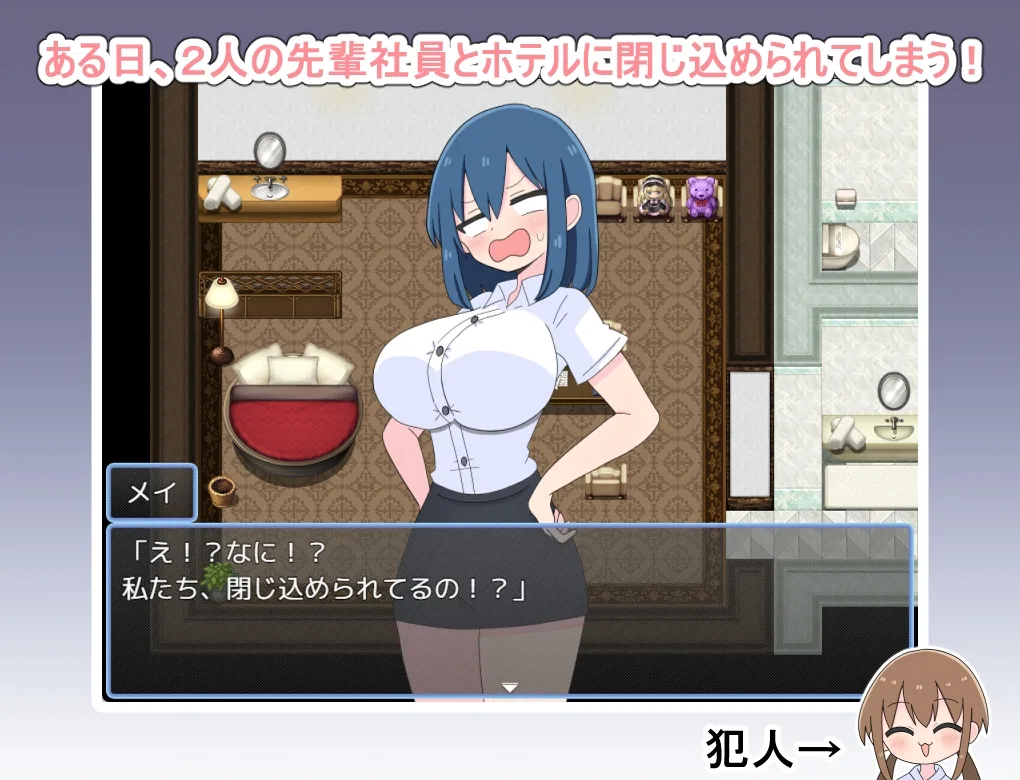 ある日、２人の先輩社員とホテルに閉じ込められてしまう！
メイ
「え！？なに！？
私たち、閉じ込められてるの！？」
犯人→